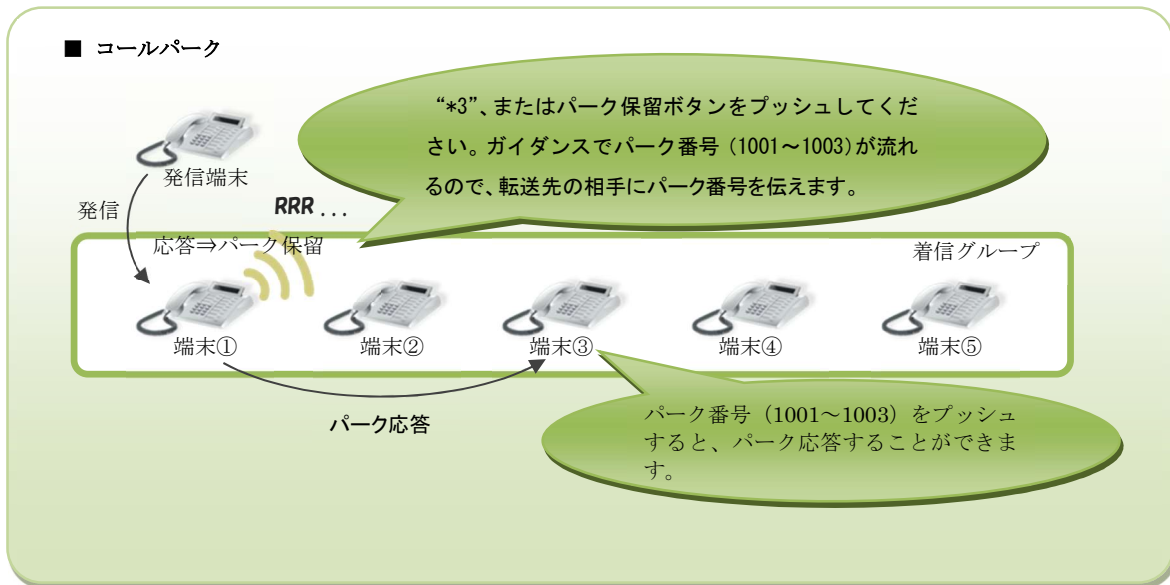 ■ コールパーク
“*3”、またはパーク保留ボタンをプッシュしてくだ
さい。ガイダンスでパーク番号（1001～1003）が流れ
るので、転送先の相手にパーク番号を伝えます。
発信端末
発信
RRR . . .
応答⇒パーク保留
着信グループ
端末①
端末②
端末③
端末④
端末⑤
パーク応答
パーク番号（1001～1003）をプッシュ
すると、パーク応答することができま
す。